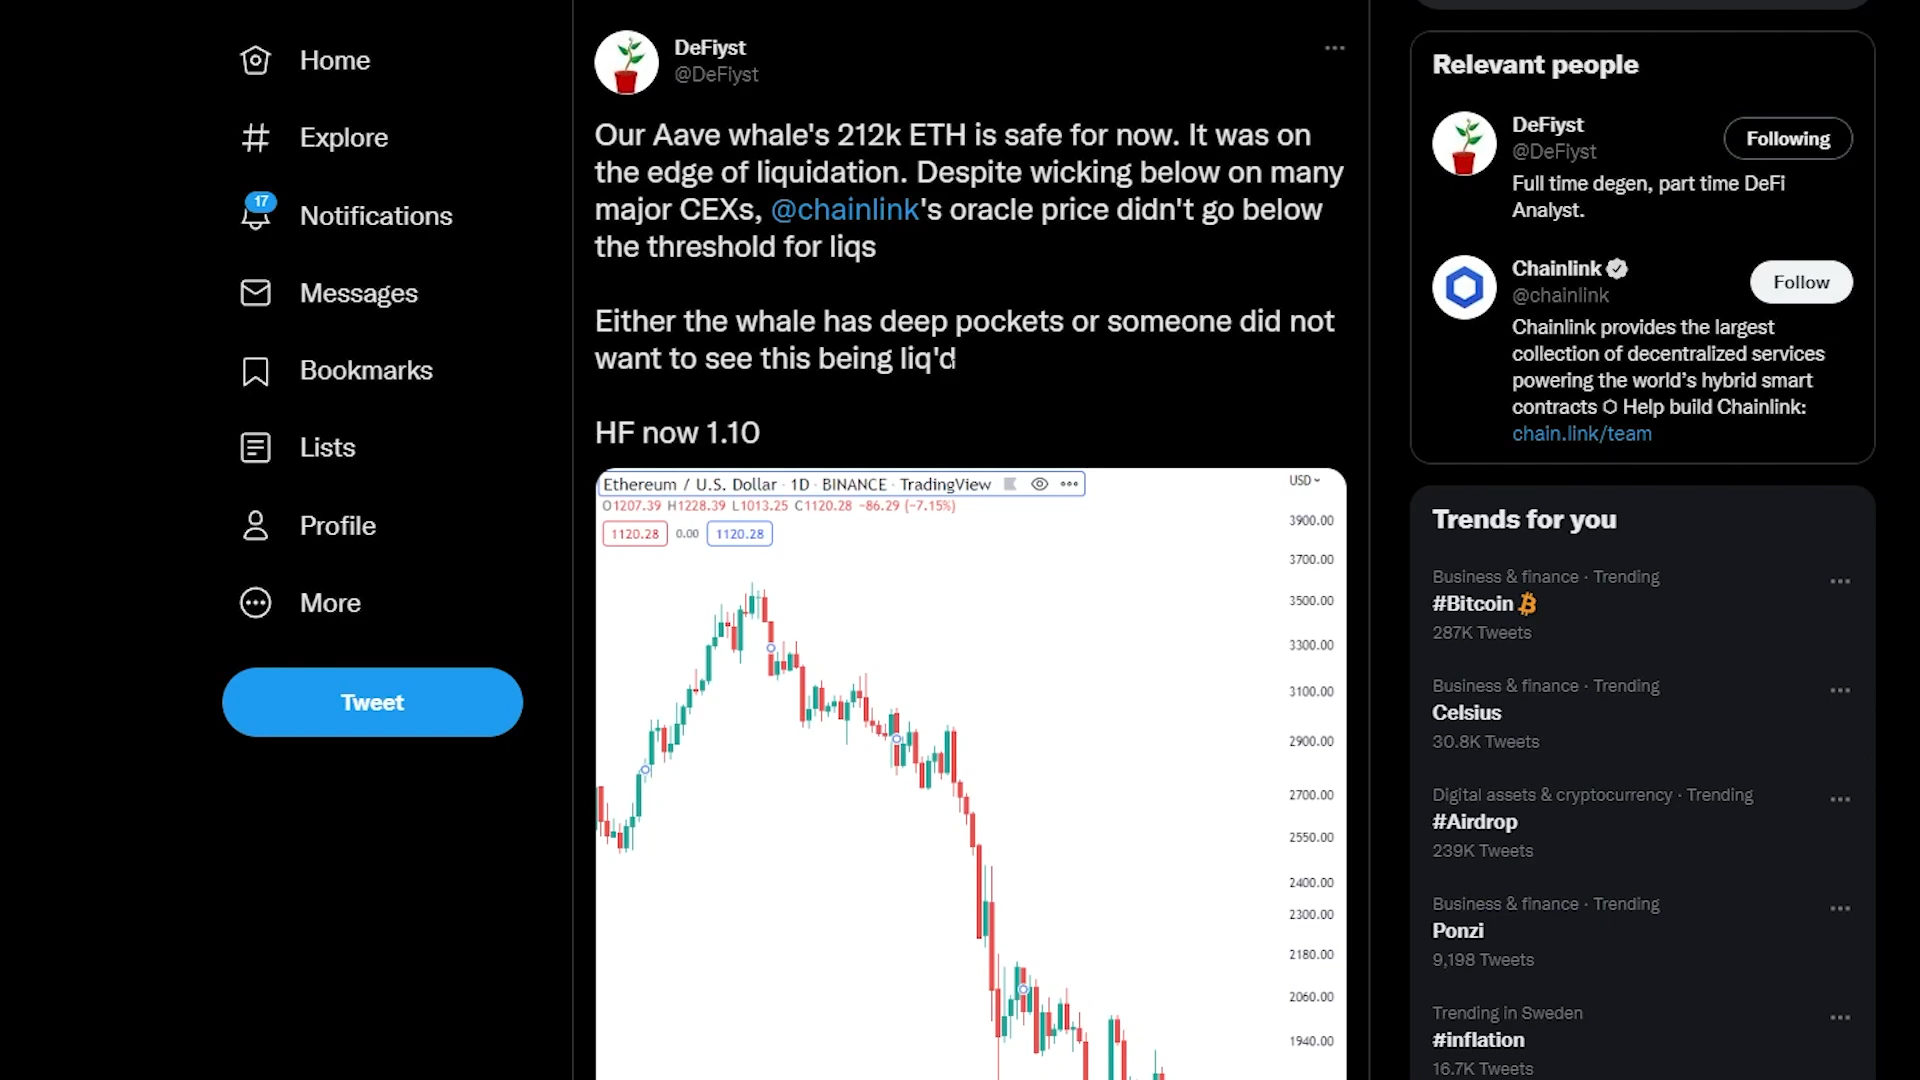 Home
Explore
17
Notifications
Messages
Bookmarks
Lists
Profile
More
Tweet
DeFiyst
@DeFiyst
Our Aave whale's 212k ETH is safe for now. It was on
the edge of liquidation. Despite wicking below on many
major CEXs, @chainlink's oracle price didn't go below
the threshold for liqs
Either the whale has deep pockets or someone did not
want to see this being liq'd
HF now 1.10
Ethereum / U.S. Dollar · 1D · BINANCE · TradingView
USD
O1207.39 H1228.39 L1013.25 C1120.28 −86.29 (−7.15%)
1120.28 0.00 1120.28
3900.00
3700.00
3500.00
3300.00
3100.00
2900.00
2700.00
2550.00
2400.00
2300.00
2180.00
2060.00
1940.00
Relevant people
DeFiyst
@DeFiyst
Following
Full time degen, part time DeFi
Analyst.
Chainlink
@chainlink
Follow
Chainlink provides the largest
collection of decentralized services
powering the world’s hybrid smart
contracts ⬡ Help build Chainlink:
chain.link/team
Trends for you
Business & finance · Trending
#Bitcoin
287K Tweets
Business & finance · Trending
Celsius
30.8K Tweets
Digital assets & cryptocurrency · Trending
#Airdrop
239K Tweets
Business & finance · Trending
Ponzi
9,198 Tweets
Trending in Sweden
#inflation
16.7K Tweets